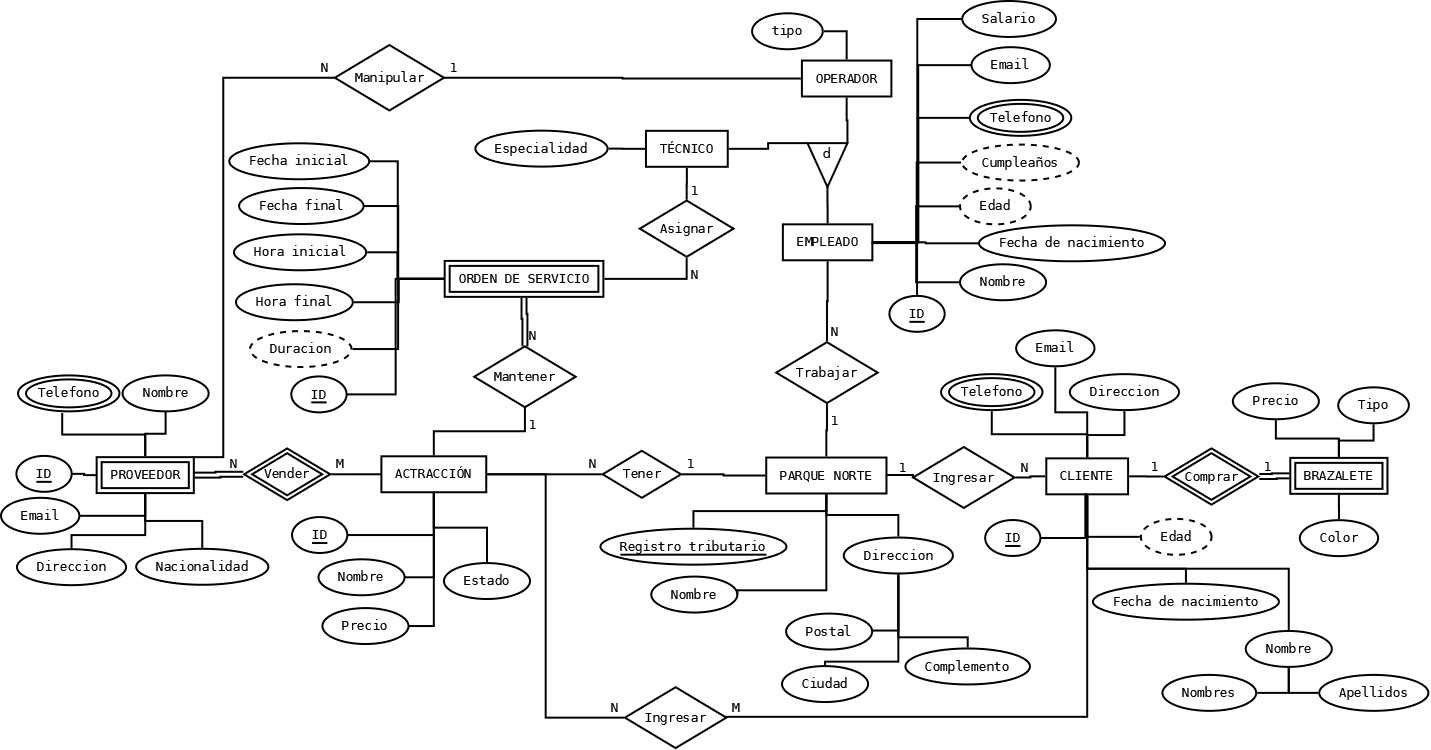 Salario
tipo
Email
N
Manipular
1
OPERADOR
Telefono
Especialidad
TÉCNICO
d
Cumpleaños
Fecha inicial
1
Fecha final
Asignar
Edad
EMPLEADO
Fecha de nacimiento
Hora inicial
ORDEN DE SERVICIO
N
Nombre
Hora final
ID
N
N
Duracion
Email
Mantener
Trabajar
Telefono
Nombre
ID
Telefono
Direccion
Precio
Tipo
1
1
ID
PROVEEDOR
N
Vender
M
ACTRACCIÓN
N
Tener
1
PARQUE NORTE
1
Ingresar
N
CLIENTE
1
Comprar
1
BRAZALETE
Email
ID
Registro tributario
Direccion
ID
Edad
Color
Direccion
Nacionalidad
Nombre
Estado
Nombre
Fecha de nacimiento
Precio
Postal
Nombre
Ciudad
Complemento
Nombres
Apellidos
N
Ingresar
M